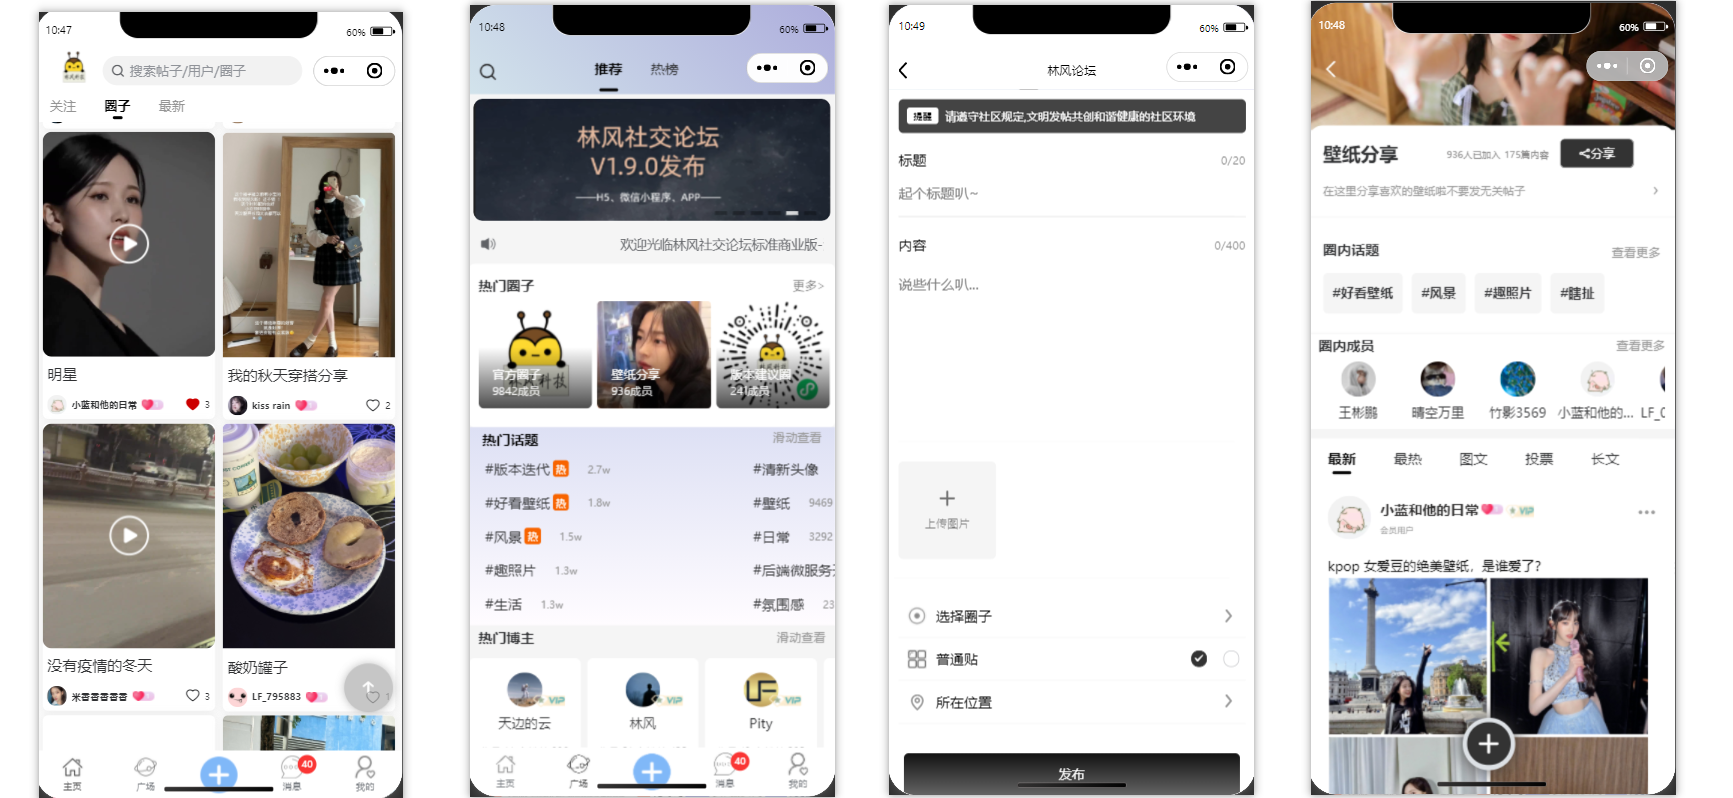 10:47
60%
搜索帖子/用户/圈子
关注
圈子
最新
明星
小蓝和他的日常
3
我的秋天穿搭分享
kiss rain
2
没有疫情的冬天
米香香香香香
3
酸奶罐子
LF_795883
1
主页
广场
40
消息
我的
10:48
60%
推荐
热榜
林风社交论坛
V1.9.0发布
——H5、微信小程序、APP——
欢迎光临林风社交论坛标准商业版-
热门圈子
更多>
官方圈子
9842成员
壁纸分享
936成员
版本建议圈
241成员
热门话题
滑动查看
#版本迭代 热 2.7w
#清新头像
#好看壁纸 热 1.8w
#壁纸 9469
#风景 热 1.5w
#日常 3292
#趣照片 1.3w
#后端微服务
#生活 1.3w
#氛围感 23
热门博主
滑动查看
VIP
天边的云
VIP
林风
VIP
Pity
主页
广场
40
消息
我的
10:49
60%
林风论坛
提醒 请遵守社区规定,文明发帖共创和谐健康的社区环境
标题
0/20
起个标题叭~
内容
0/400
说些什么叭...
上传图片
选择圈子
普通贴
所在位置
发布
10:48
60%
壁纸分享
936人已加入 175篇内容
分享
在这里分享喜欢的壁纸啦不要发无关帖子
圈内话题
查看更多
#好看壁纸
#风景
#趣照片
#瞎扯
圈内成员
查看更多
王彬鹏
晴空万里
竹影3569
小蓝和他的...
LF_0
最新
最热
图文
投票
长文
小蓝和他的日常
VIP
会员用户
kpop 女爱豆的绝美壁纸，是谁爱了?